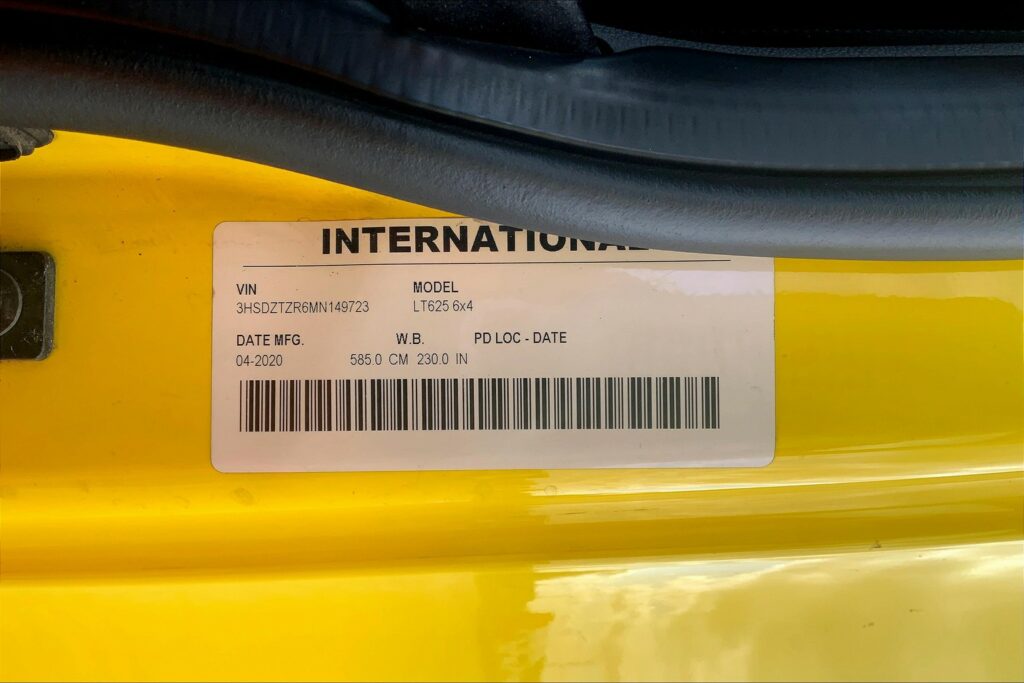 INTERNATIONAL
VIN MODEL
3HSDZTZR6MN149723 LT625 6x4
DATE MFG. W.B. PD LOC - DATE
04-2020 585.0 CM 230.0 IN